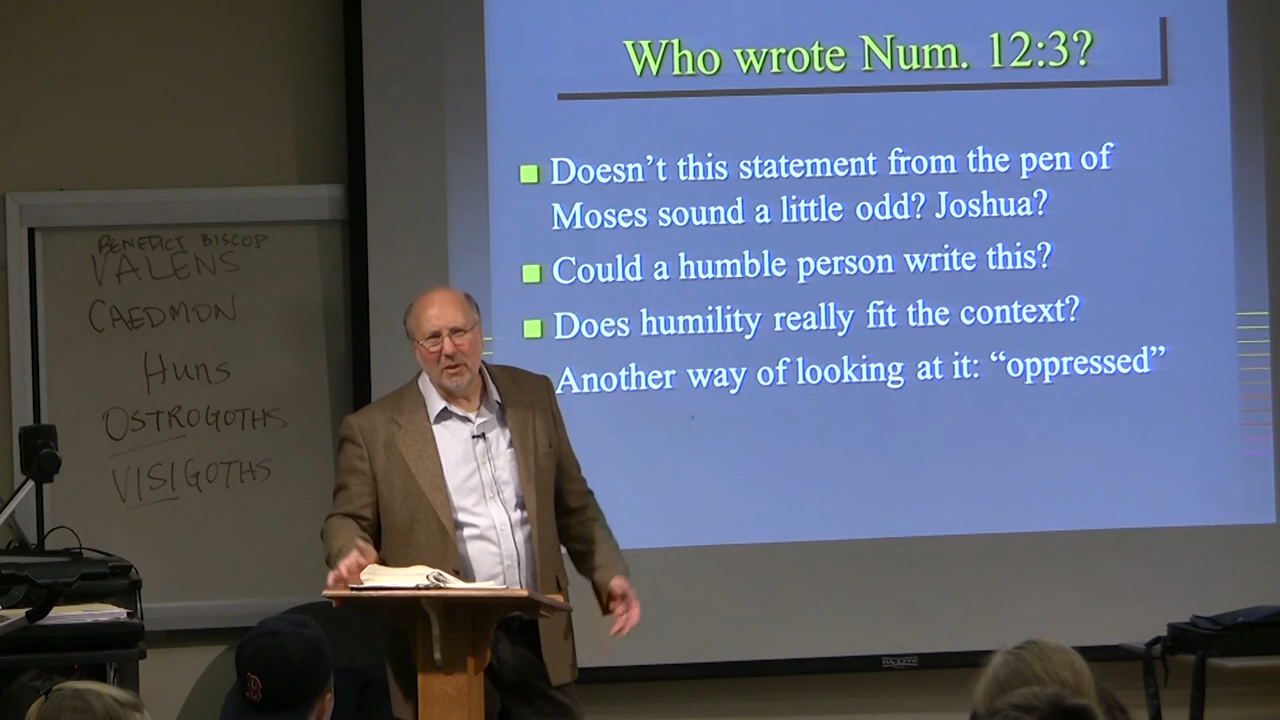 Who wrote Num. 12:3?
Doesn't this statement from the pen of
Moses sound a little odd? Joshua?
Could a humble person write this?
Does humility really fit the context?
Another way of looking at it: “oppressed”
BENEDICT BISCOP
VALENS
CAEDMON
Huns
OSTROGOTHS
VISIGOTHS
B